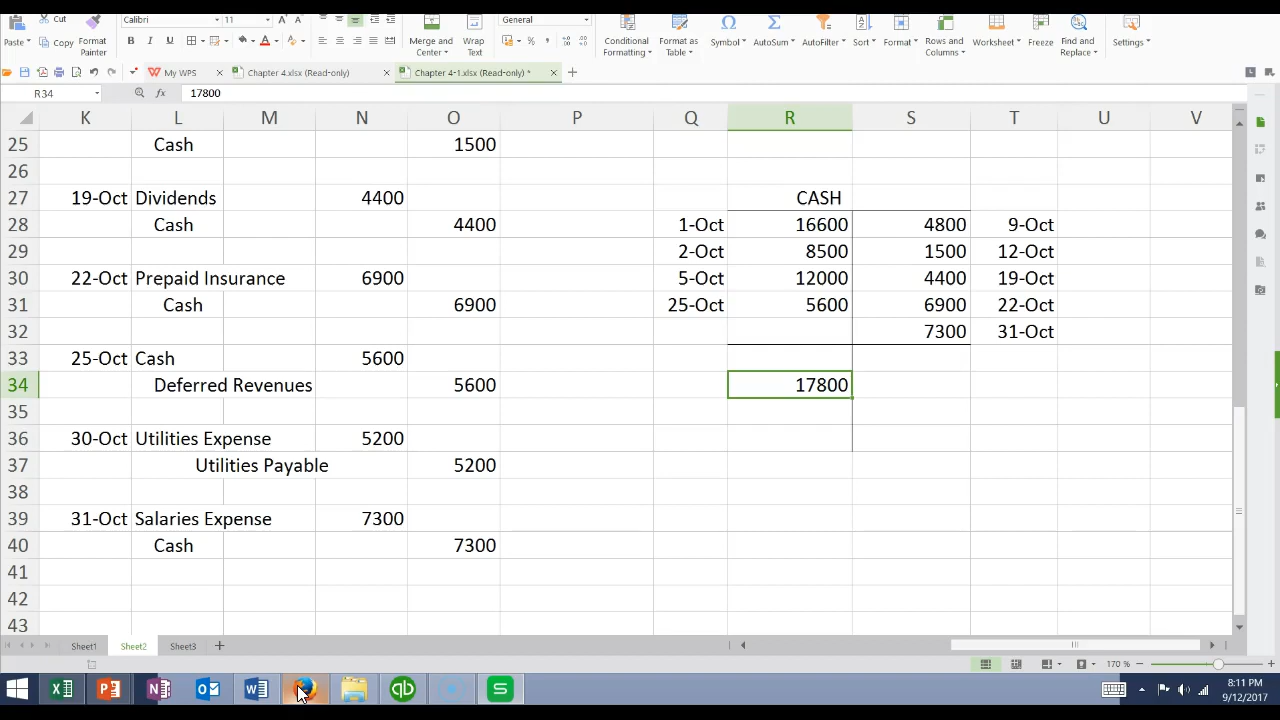 Cut
Calibri 11 General
Paste Copy Format Painter B I U A Merge and Center Wrap Text % Conditional Formatting Format as Table Symbol AutoSum AutoFilter Sort Format Rows and Columns Worksheet Freeze Find and Replace Settings
My WPS Chapter 4.xlsx (Read-only) Chapter 4-1.xlsx (Read-only) *
R34 fx 17800
K L M N O P Q R S T U V
25 Cash 1500
26
27 19-Oct Dividends 4400 CASH
28 Cash 4400 1-Oct 16600 4800 9-Oct
29 2-Oct 8500 1500 12-Oct
30 22-Oct Prepaid Insurance 6900 5-Oct 12000 4400 19-Oct
31 Cash 6900 25-Oct 5600 6900 22-Oct
32 7300 31-Oct
33 25-Oct Cash 5600
34 Deferred Revenues 5600 17800
35
36 30-Oct Utilities Expense 5200
37 Utilities Payable 5200
38
39 31-Oct Salaries Expense 7300
40 Cash 7300
41
42
43
Sheet1 Sheet2 Sheet3
170 %
8:11 PM
9/12/2017